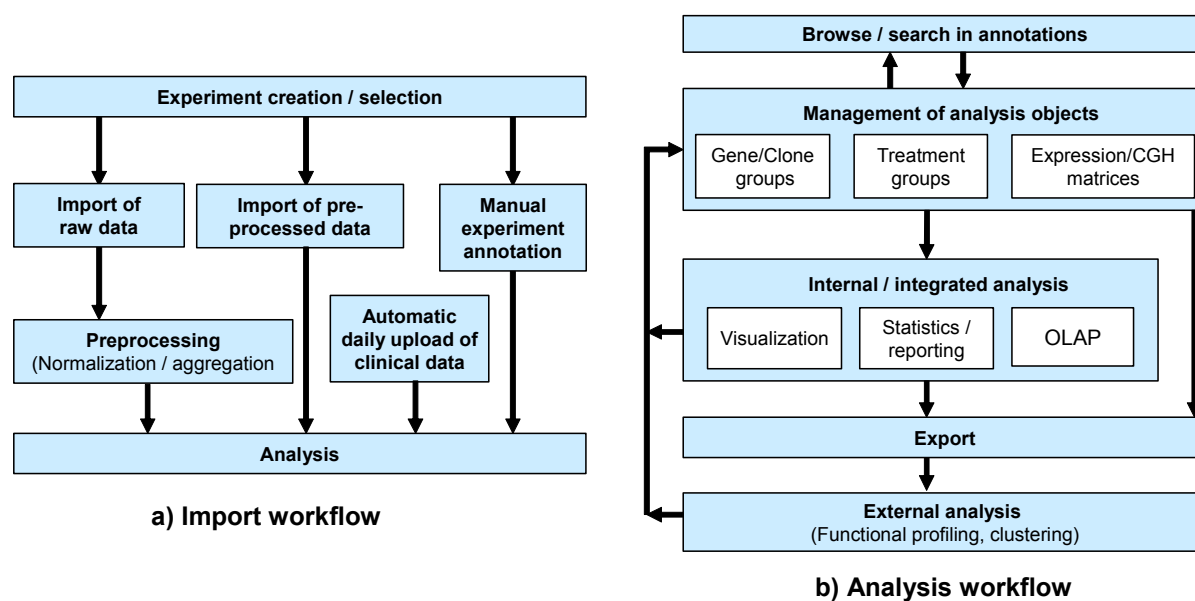 Experiment creation / selection
Import of
raw data
Import of pre-
processed data
Manual
experiment
annotation
Preprocessing
(Normalization / aggregation
Automatic
daily upload of
clinical data
Analysis
a) Import workflow
Browse / search in annotations
Management of analysis objects
Gene/Clone
groups
Treatment
groups
Expression/CGH
matrices
Internal / integrated analysis
Visualization
Statistics /
reporting
OLAP
Export
External analysis
(Functional profiling, clustering)
b) Analysis workflow